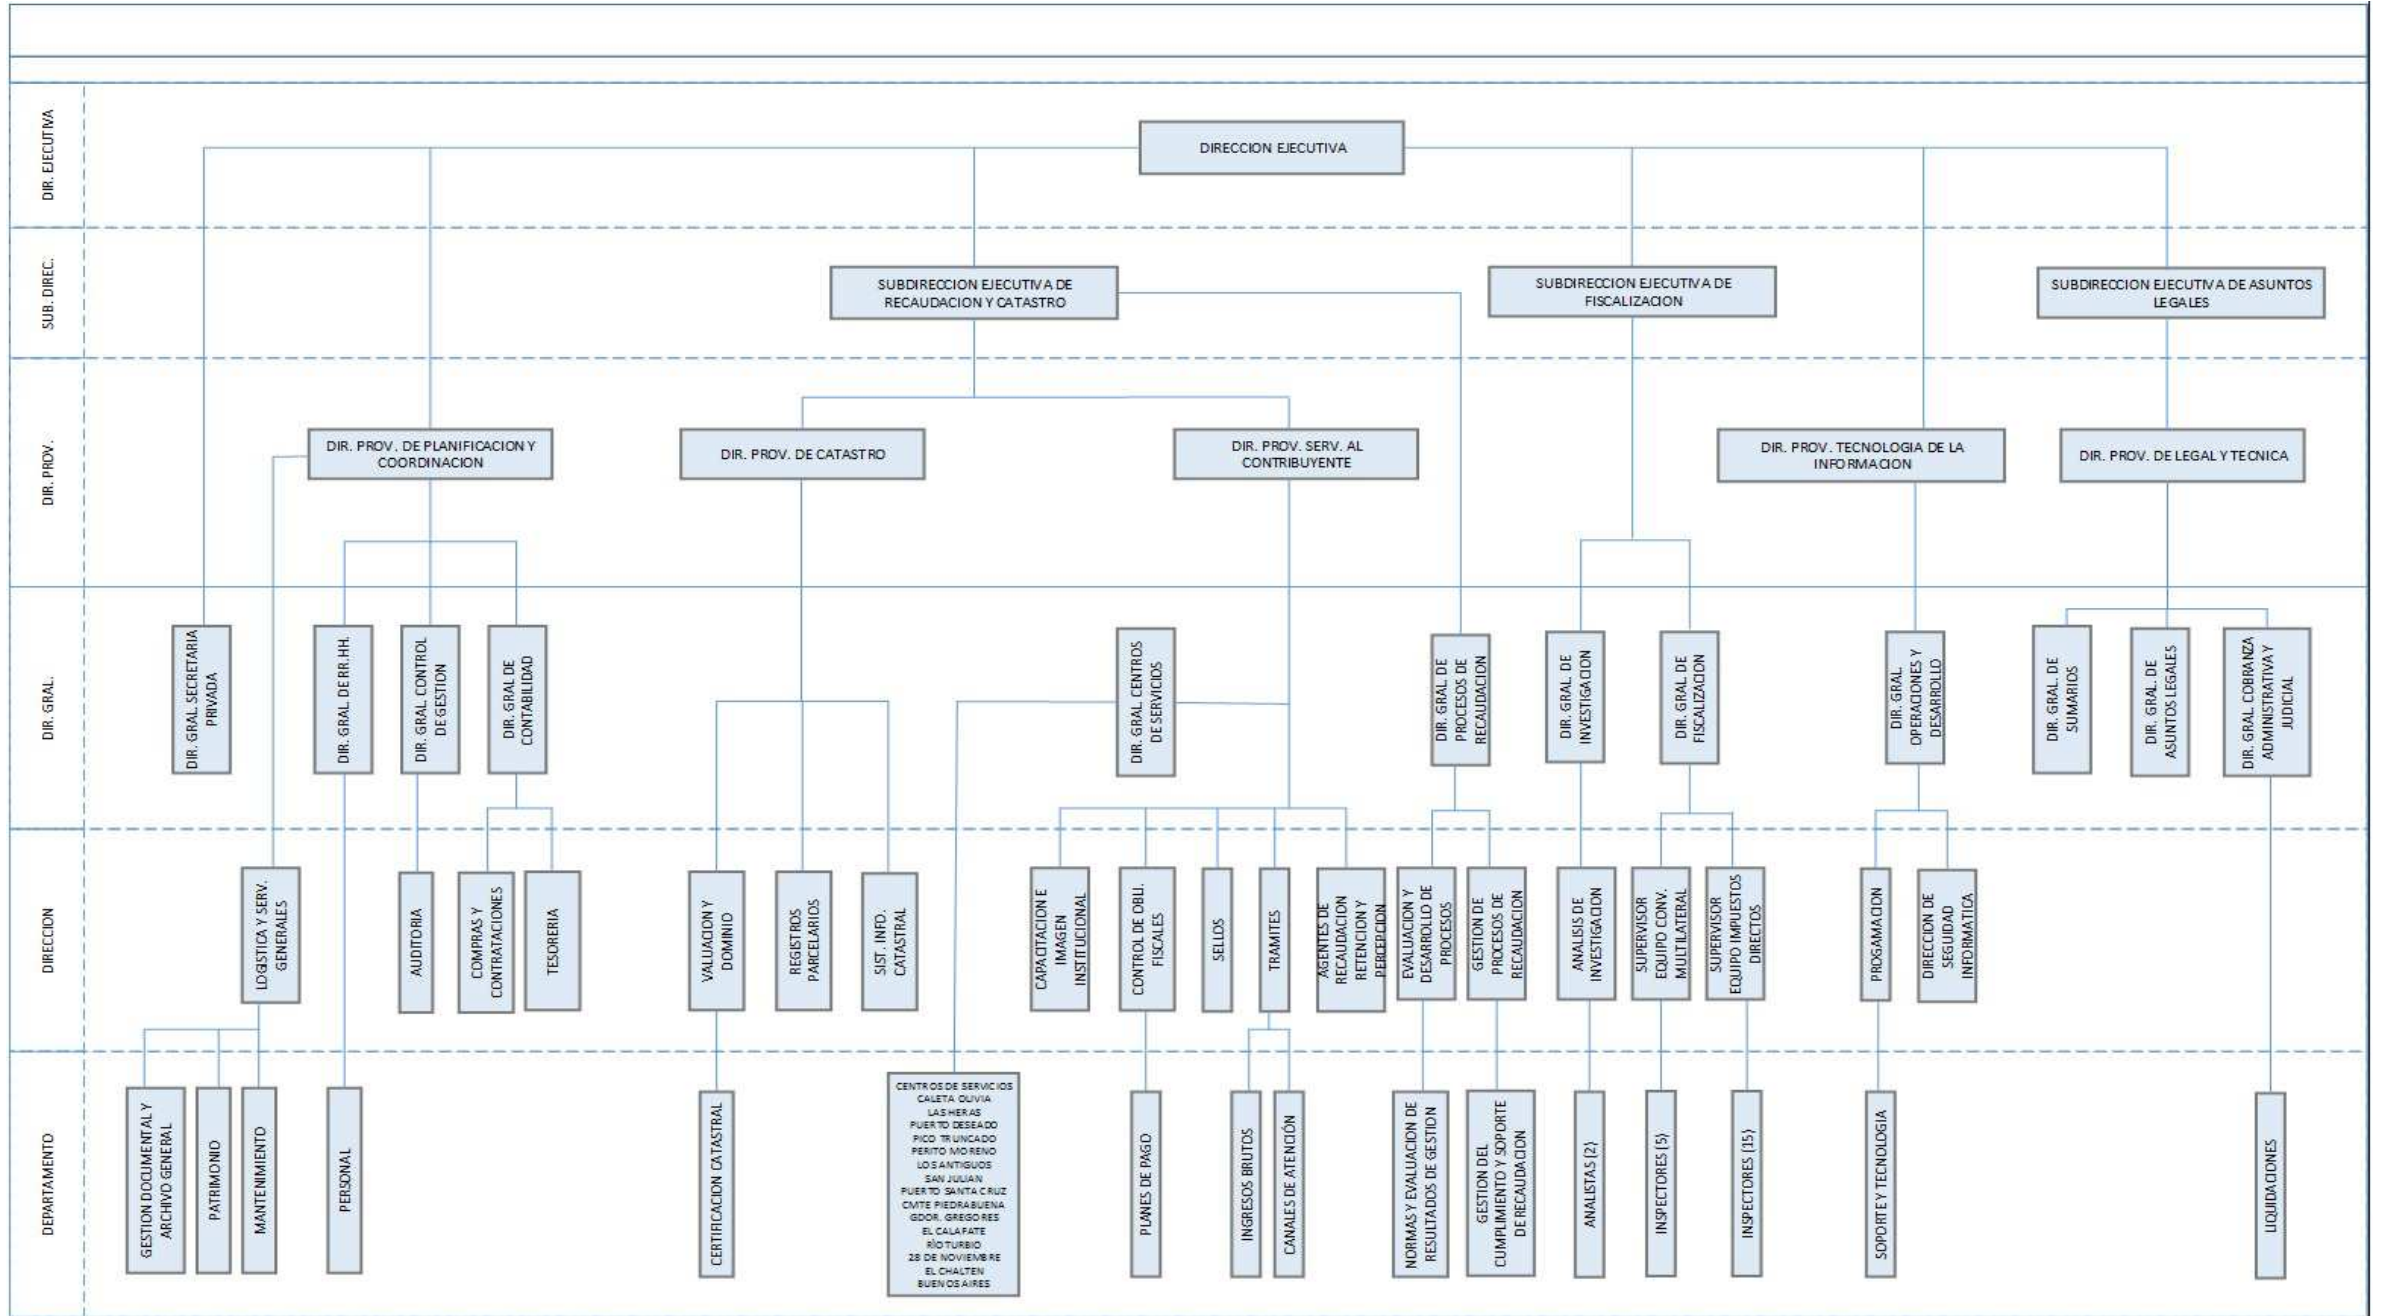 DIR. EJECUTIVA
DIRECCION EJECUTIVA
SUB. DIREC.
SUBDIRECCION EJECUTIVA DE
RECAUDACION Y CATASTRO
SUBDIRECCION EJECUTIVA DE
FISCALIZACION
SUBDIRECCION EJECUTIVA DE ASUNTOS
LEGALES
DIR. PROV.
DIR. PROV. DE PLANIFICACION Y
COORDINACION
DIR. PROV. DE CATASTRO
DIR. PROV. SERV. AL
CONTRIBUYENTE
DIR. PROV. TECNOLOGIA DE LA
INFORMACION
DIR. PROV. DE LEGAL Y TECNICA
DIR. GRAL.
DIR. GRAL SECRETARIA
PRIVADA
DIR. GRAL DE RR.HH.
DIR. GRAL CONTROL
DE GESTION
DIR. GRAL DE
CONTABILIDAD
DIR. GRAL CENTROS
DE SERVICIOS
DIR. GRAL DE
PROCESOS DE
RECAUDACION
DIR. GRAL DE
INVESTIGACION
DIR. GRAL DE
FISCALIZACION
DIR. GRAL
OPERACIONES Y
DESARROLLO
DIR. GRAL. DE
SUMARIOS
DIR. GRAL. DE
ASUNTOS LEGALES
DIR. GRAL COBRANZA
ADMINISTRATIVA Y
JUDICIAL
DIRECCION
LOGISTICA Y SERV.
GENERALES
AUDITORIA
COMPRAS Y
CONTRATACIONES
TESORERIA
VALUACION Y
DOMINIO
REGISTROS
PARCELARIOS
SIST. INFO.
CATASTRAL
CAPACITACION E
IMAGEN
INSTITUCIONAL
CONTROL DE OBLI.
FISCALES
SELLOS
TRAMITES
AGENTES DE
RECAUDACION
RETENCION Y
PERCEPCION
EVALUACION Y
DESARROLLO DE
PROCESOS
GESTION DE
PROCESOS DE
RECAUDACION
ANALISIS DE
INVESTIGACION
SUPERVISOR
EQUIPO CONV.
MULTILATERAL
SUPERVISOR
EQUIPO IMPUESTOS
DIRECTOS
PROGAMACION
DIRECCION DE
SEGUIDAD
INFORMATICA
DEPARTAMENTO
GESTION DOCUMENTAL Y
ARCHIVO GENERAL
PATRIMONIO
MANTENIMIENTO
PERSONAL
CERTIFICACION CATASTRAL
CENTROS DE SERVICIOS
CALETA OLIVIA
LAS HERAS
PUERTO DESEADO
PICO TRUNCADO
PERITO MORENO
LOS ANTIGUOS
SAN JULIAN
PUERTO SANTA CRUZ
CMTE PIEDRABUENA
GDOR. GREGORES
EL CALAFATE
RÍO TURBIO
28 DE NOVIEMBRE
EL CHALTEN
BUENOS AIRES
PLANES DE PAGO
INGRESOS BRUTOS
CANALES DE ATENCIÓN
NORMAS Y EVALUACION DE
RESULTADOS DE GESTION
GESTION DEL
CUMPLIMIENTO Y SOPORTE
DE RECAUDACION
ANALISTAS (2)
INSPECTORES (5)
INSPECTORES (15)
SOPORTE Y TECNOLOGIA
LIQUIDACIONES